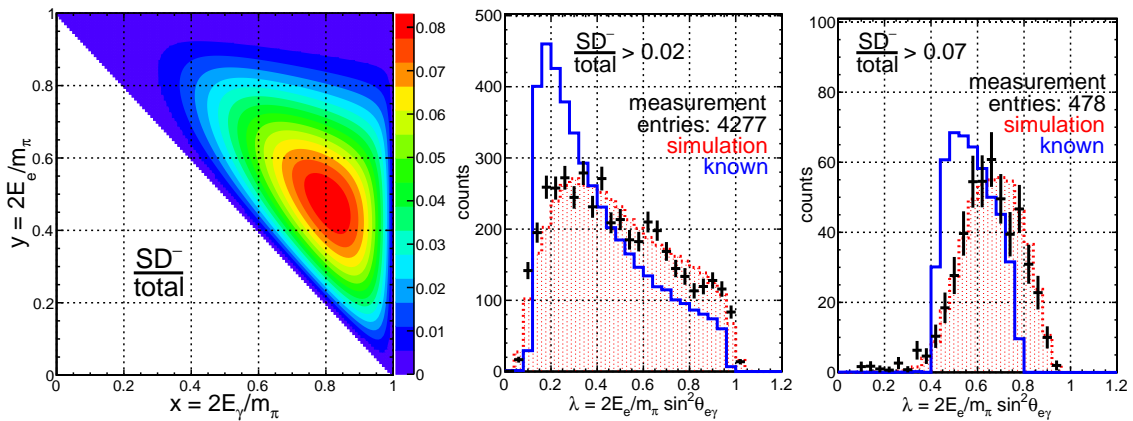 1
0.8
0.6
0.4
0.2
0
y = 2E_e/m_π
0 0.2 0.4 0.6 0.8 1
x = 2E_γ/m_π
SD⁻
total
0.08
0.07
0.06
0.05
0.04
0.03
0.02
0.01
0
500
400
300
200
100
0
counts
SD⁻
total > 0.02
measurement
entries: 4277
simulation
known
0 0.2 0.4 0.6 0.8 1 1.2
λ = 2E_e/m_π sin²θ_eγ
100
80
60
40
20
0
counts
SD⁻
total > 0.07
measurement
entries: 478
simulation
known
0 0.2 0.4 0.6 0.8 1 1.2
λ = 2E_e/m_π sin²θ_eγ